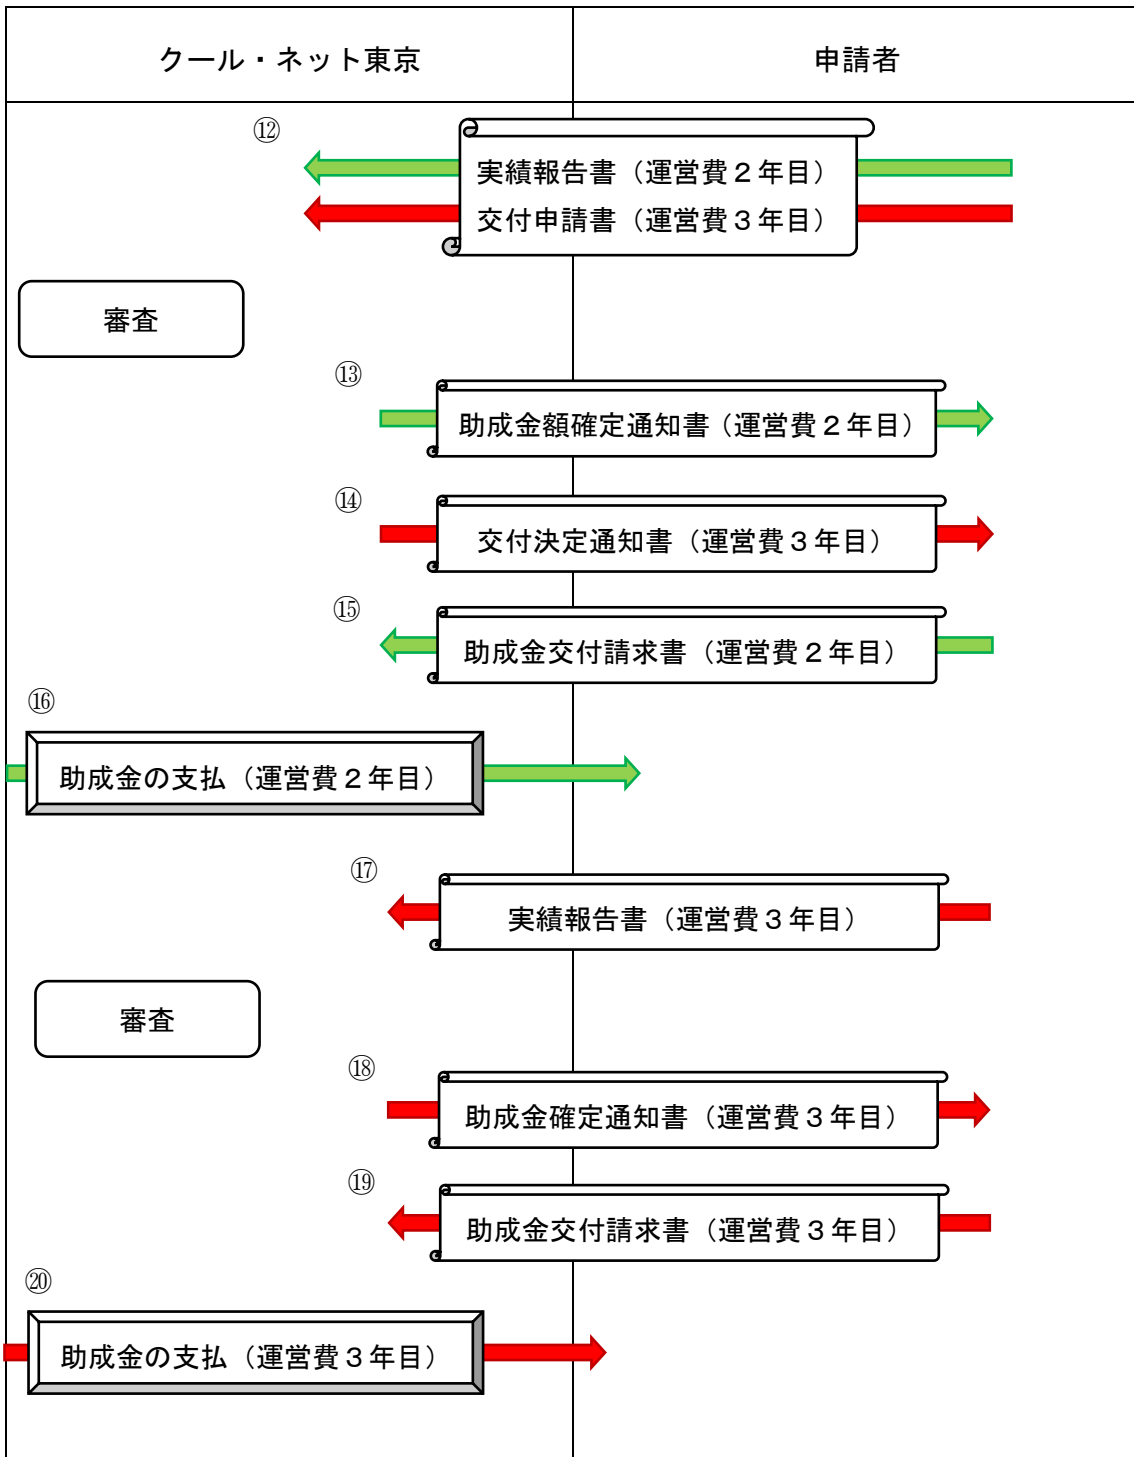 クール・ネット東京
申請者
⑫
実績報告書（運営費２年目）
交付申請書（運営費３年目）
審査
⑬
助成金額確定通知書（運営費２年目）
⑭
交付決定通知書（運営費３年目）
⑮
助成金交付請求書（運営費２年目）
⑯
助成金の支払（運営費２年目）
⑰
実績報告書（運営費３年目）
審査
⑱
助成金確定通知書（運営費３年目）
⑲
助成金交付請求書（運営費３年目）
⑳
助成金の支払（運営費３年目）